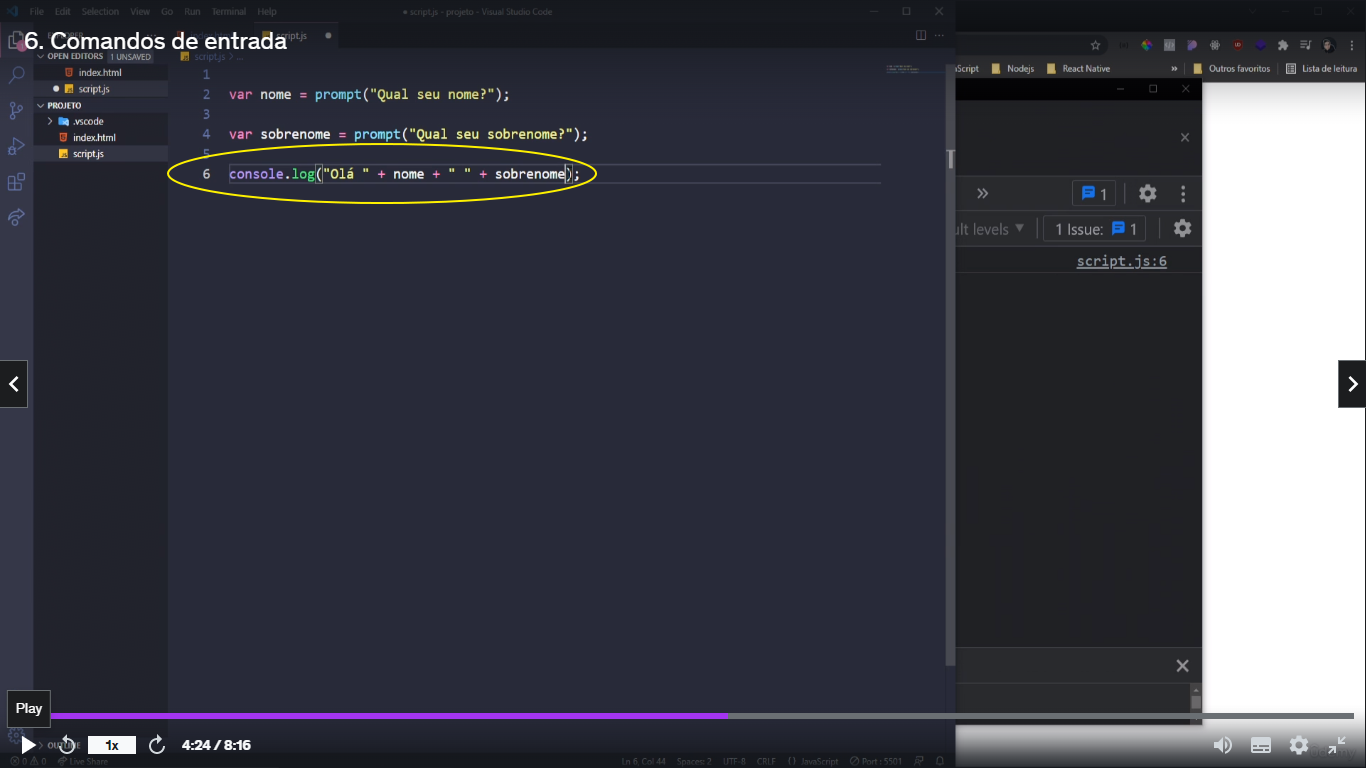 File Edit Selection View Go Run Terminal Help
● script.js - projeto - Visual Studio Code
6. Comandos de entrada
script.js
OPEN EDITORS 1 UNSAVED
index.html
script.js
PROJETO
.vscode
index.html
script.js
script.js > ...
1
2 var nome = prompt("Qual seu nome?");
3
4 var sobrenome = prompt("Qual seu sobrenome?");
5
6 console.log("Olá " + nome + " " + sobrenome);
Nodejs React Native » Outros favoritos Lista de leitura
» 1
ult levels ▼ 1 Issue: 1
script.js:6
Play
OUTLINE
1x 4:24 / 8:16
0 0 Live Share Ln 6, Col 44 Spaces: 2 UTF-8 CRLF {} JavaScript Port : 5501